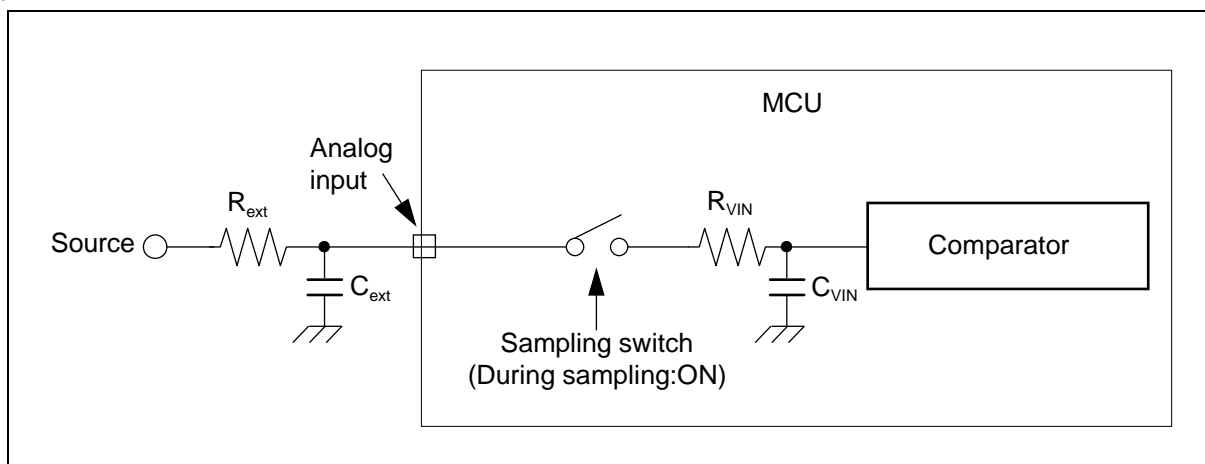 MCU
Analog
input
R_ext
R_VIN
Source
Comparator
C_ext
C_VIN
Sampling switch
(During sampling:ON)